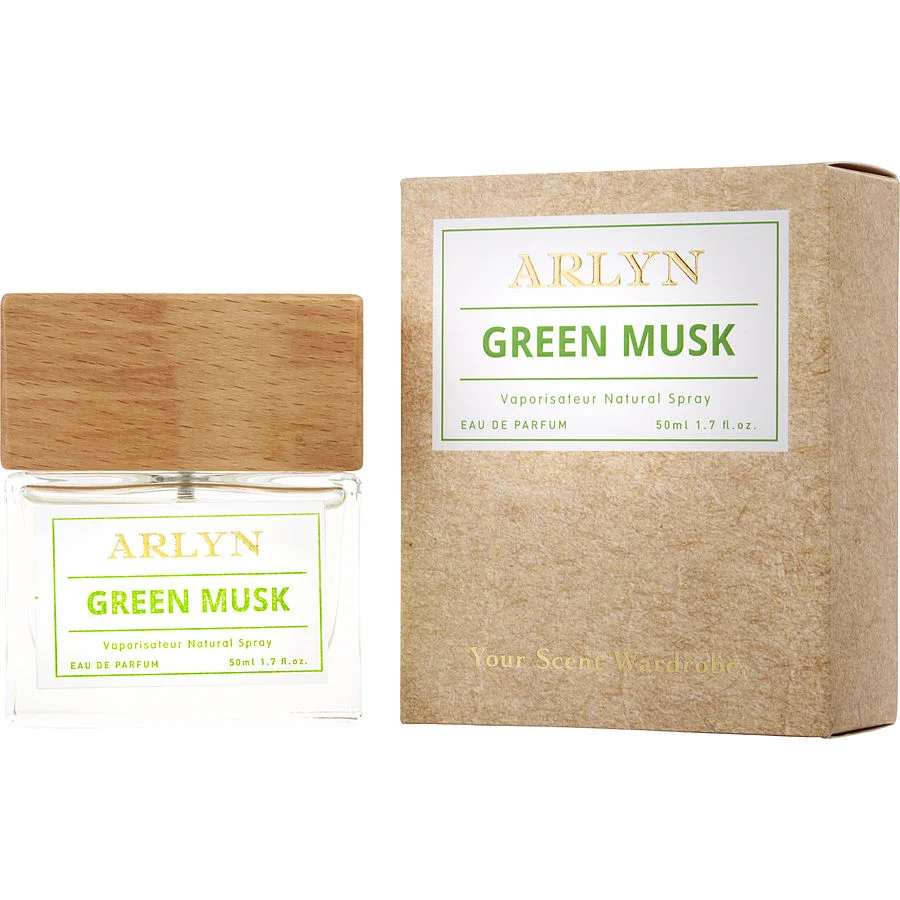 ARLYN
GREEN MUSK
Vaporisateur Natural Spray
EAU DE PARFUM 50ml 1.7 fl.oz.
Your Scent Wardrobe.
ARLYN
GREEN MUSK
Vaporisateur Natural Spray
EAU DE PARFUM 50ml 1.7 fl.oz.